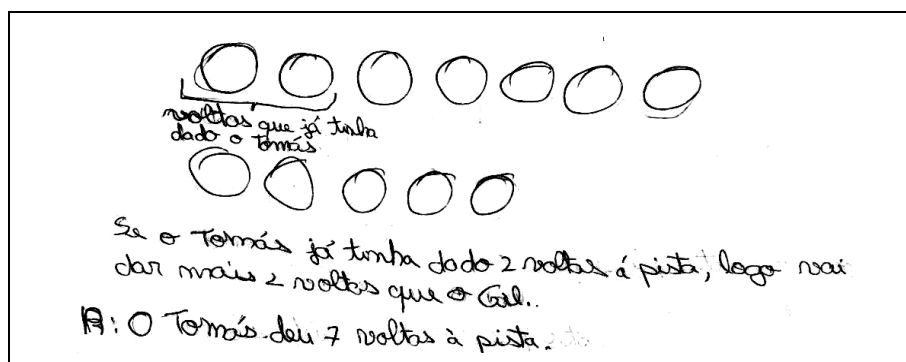 voltas que já tinha
dado o Tomás
Se o Tomás já tinha dado 2 voltas á pista, logo vai
dar mais 2 voltas que o Gil.
R: O Tomás deu 7 voltas à pista.